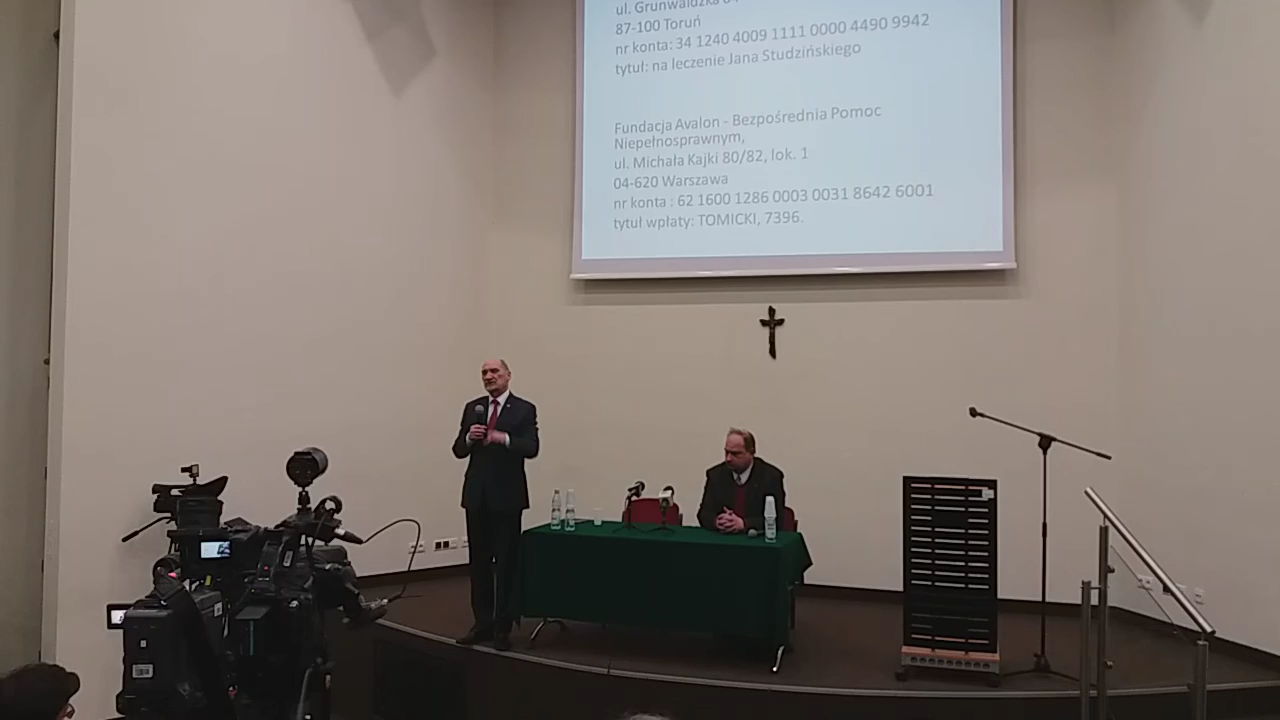 ul. Grunwaldzka
87-100 Toruń
nr konta: 34 1240 4009 1111 0000 4490 9942
tytuł: na leczenie Jana Studzińskiego
Fundacja Avalon - Bezpośrednia Pomoc
Niepełnosprawnym,
ul. Michała Kajki 80/82, lok. 1
04-620 Warszawa
nr konta : 62 1600 1286 0003 0031 8642 6001
tytuł wpłaty: TOMICKI, 7396.